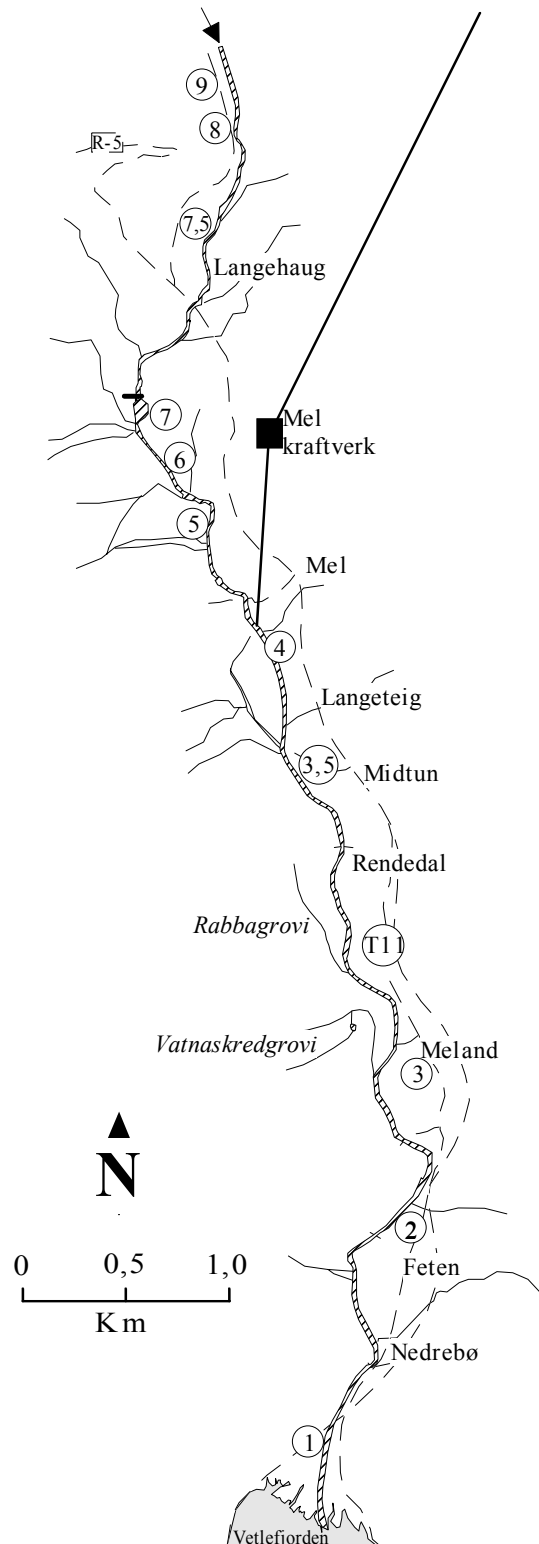 9
8
R-5
7,5
Langehaug
7
Mel
kraftverk
6
5
Mel
4
Langeteig
3,5
Midtun
Rendedal
Rabbagrovi
T11
Vatnaskredgrovi
Meland
3
N
2
0 0,5 1,0
Km
Feten
Nedrebø
1
Vetlefjorden